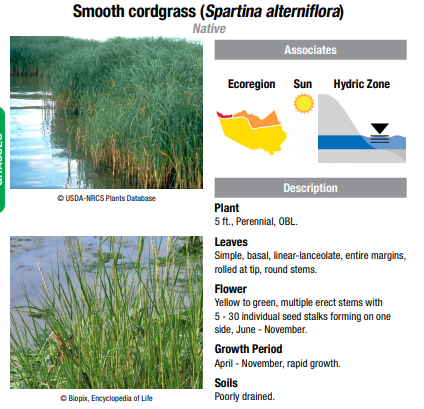 Smooth cordgrass (Spartina alterniflora)
Native
Associates
Ecoregion Sun Hydric Zone
GRASSES
© USDA-NRCS Plants Database
Description
Plant
5 ft., Perennial, OBL.
Leaves
Simple, basal, linear-lanceolate, entire margins,
rolled at tip, round stems.
Flower
Yellow to green, multiple erect stems with
5 - 30 individual seed stalks forming on one
side, June - November.
Growth Period
April - November, rapid growth.
Soils
Poorly drained.
© Biopix, Encyclopedia of Life